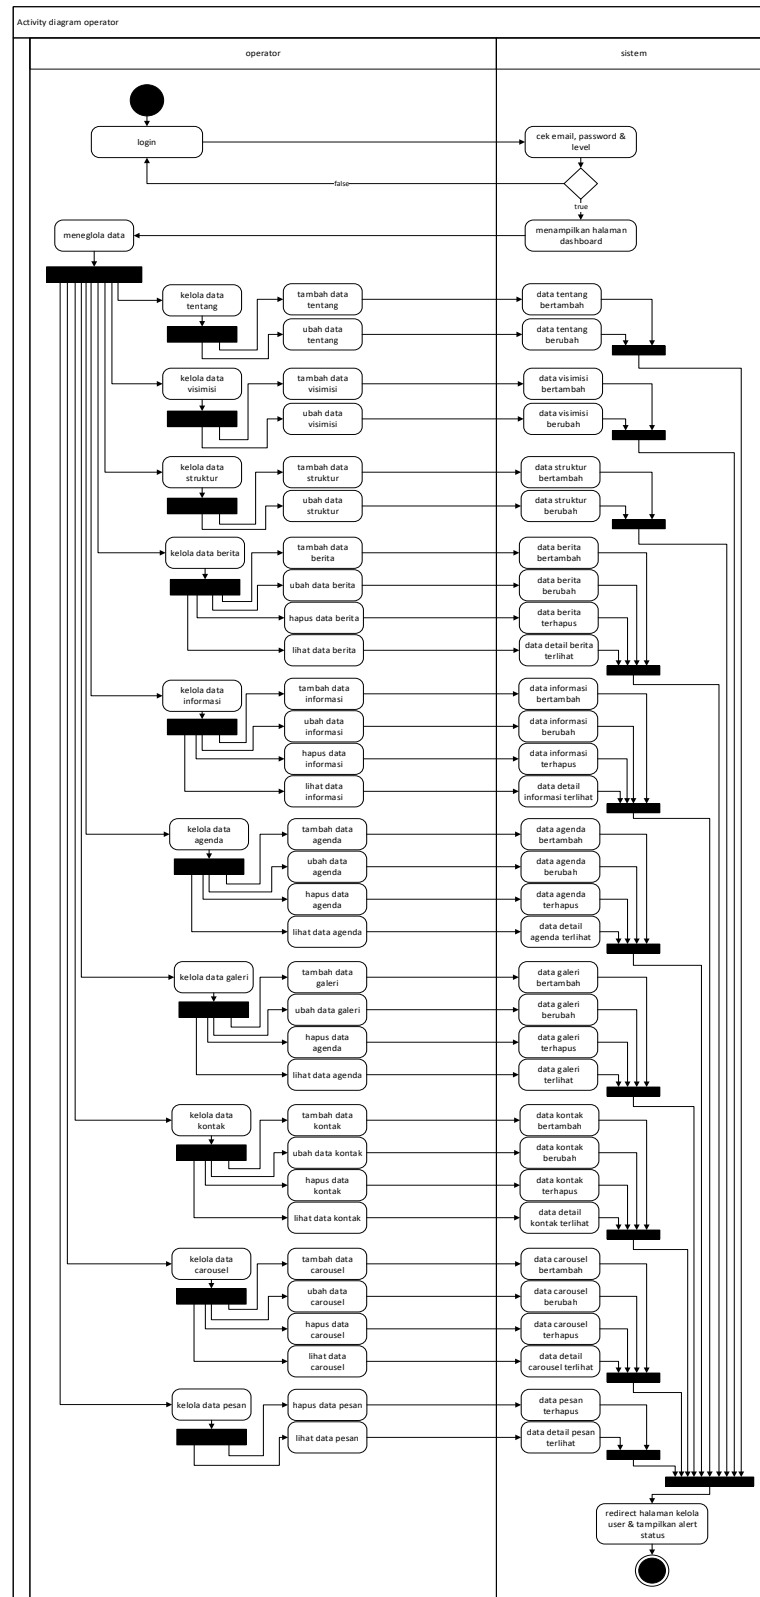 Activity diagram operator
operator
sistem
login
cek email, password &
level
false
true
meneglola data
menampilkan halaman
dashboard
kelola data
tentang
tambah data
tentang
data tentang
bertambah
ubah data
tentang
data tentang
berubah
kelola data
visimisi
tambah data
visimisi
data visimisi
bertambah
ubah data
visimisi
data visimisi
berubah
kelola data
struktur
tambah data
struktur
data struktur
bertambah
ubah data
struktur
data struktur
berubah
kelola data berita
tambah data
berita
data berita
bertambah
ubah data berita
data berita
berubah
hapus data berita
data berita
terhapus
lihat data berita
data detail berita
terlihat
kelola data
informasi
tambah data
informasi
data informasi
bertambah
ubah data
informasi
data informasi
berubah
hapus data
informasi
data informasi
terhapus
lihat data
informasi
data detail
informasi terlihat
kelola data
agenda
tambah data
agenda
data agenda
bertambah
ubah data
agenda
data agenda
berubah
hapus data
agenda
data agenda
terhapus
lihat data agenda
data detail
agenda terlihat
kelola data galeri
tambah data
galeri
data galeri
bertambah
ubah data galeri
data galeri
berubah
hapus data
agenda
data galeri
terhapus
lihat data agenda
data galeri
terlihat
kelola data
kontak
tambah data
kontak
data kontak
bertambah
ubah data kontak
data kontak
berubah
hapus data
kontak
data kontak
terhapus
lihat data kontak
data detail
kontak terlihat
kelola data
carousel
tambah data
carousel
data carousel
bertambah
ubah data
carousel
data carousel
berubah
hapus data
carousel
data carousel
terhapus
lihat data
carousel
data detail
carousel terlihat
kelola data pesan
hapus data pesan
data pesan
terhapus
lihat data pesan
data detail pesan
terlihat
redirect halaman kelola
user & tampilkan alert
status